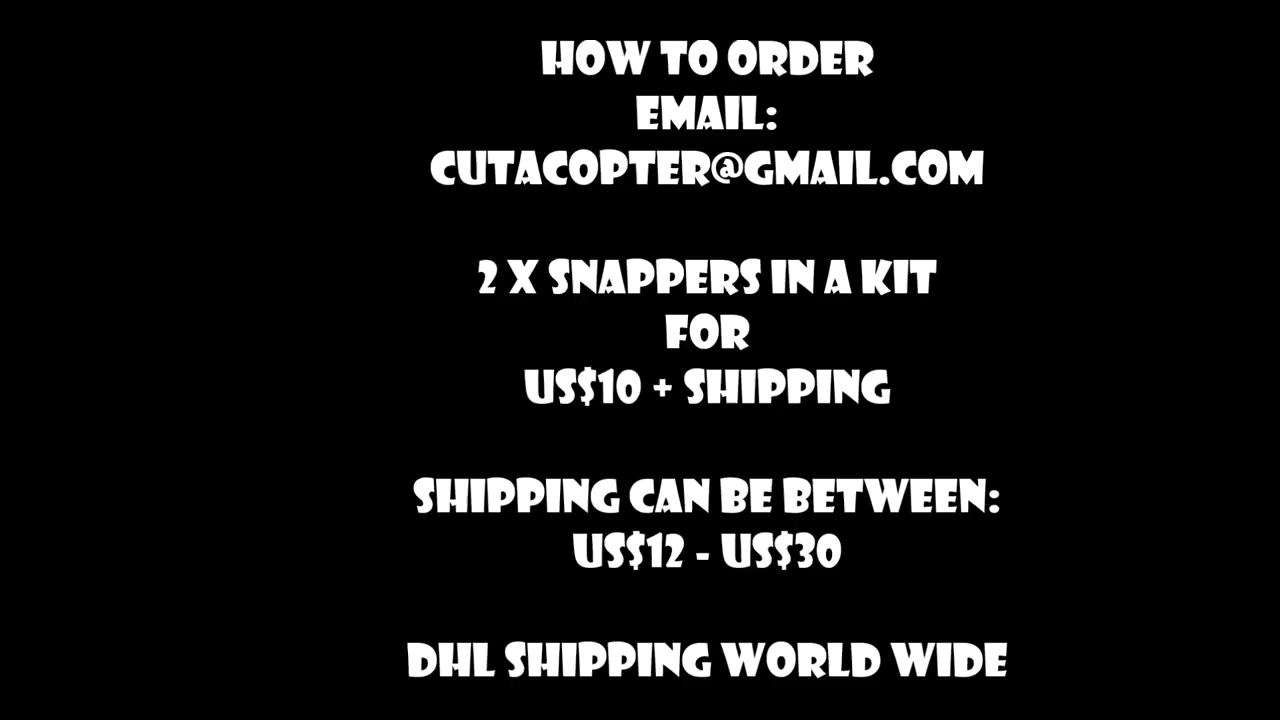 HOW TO ORDER
EMAIL:
CUTACOPTER@GMAIL.COM
2 X SNAPPERS IN A KIT
FOR
US$10 + SHIPPING
SHIPPING CAN BE BETWEEN:
US$12 - US$30
DHL SHIPPING WORLD WIDE